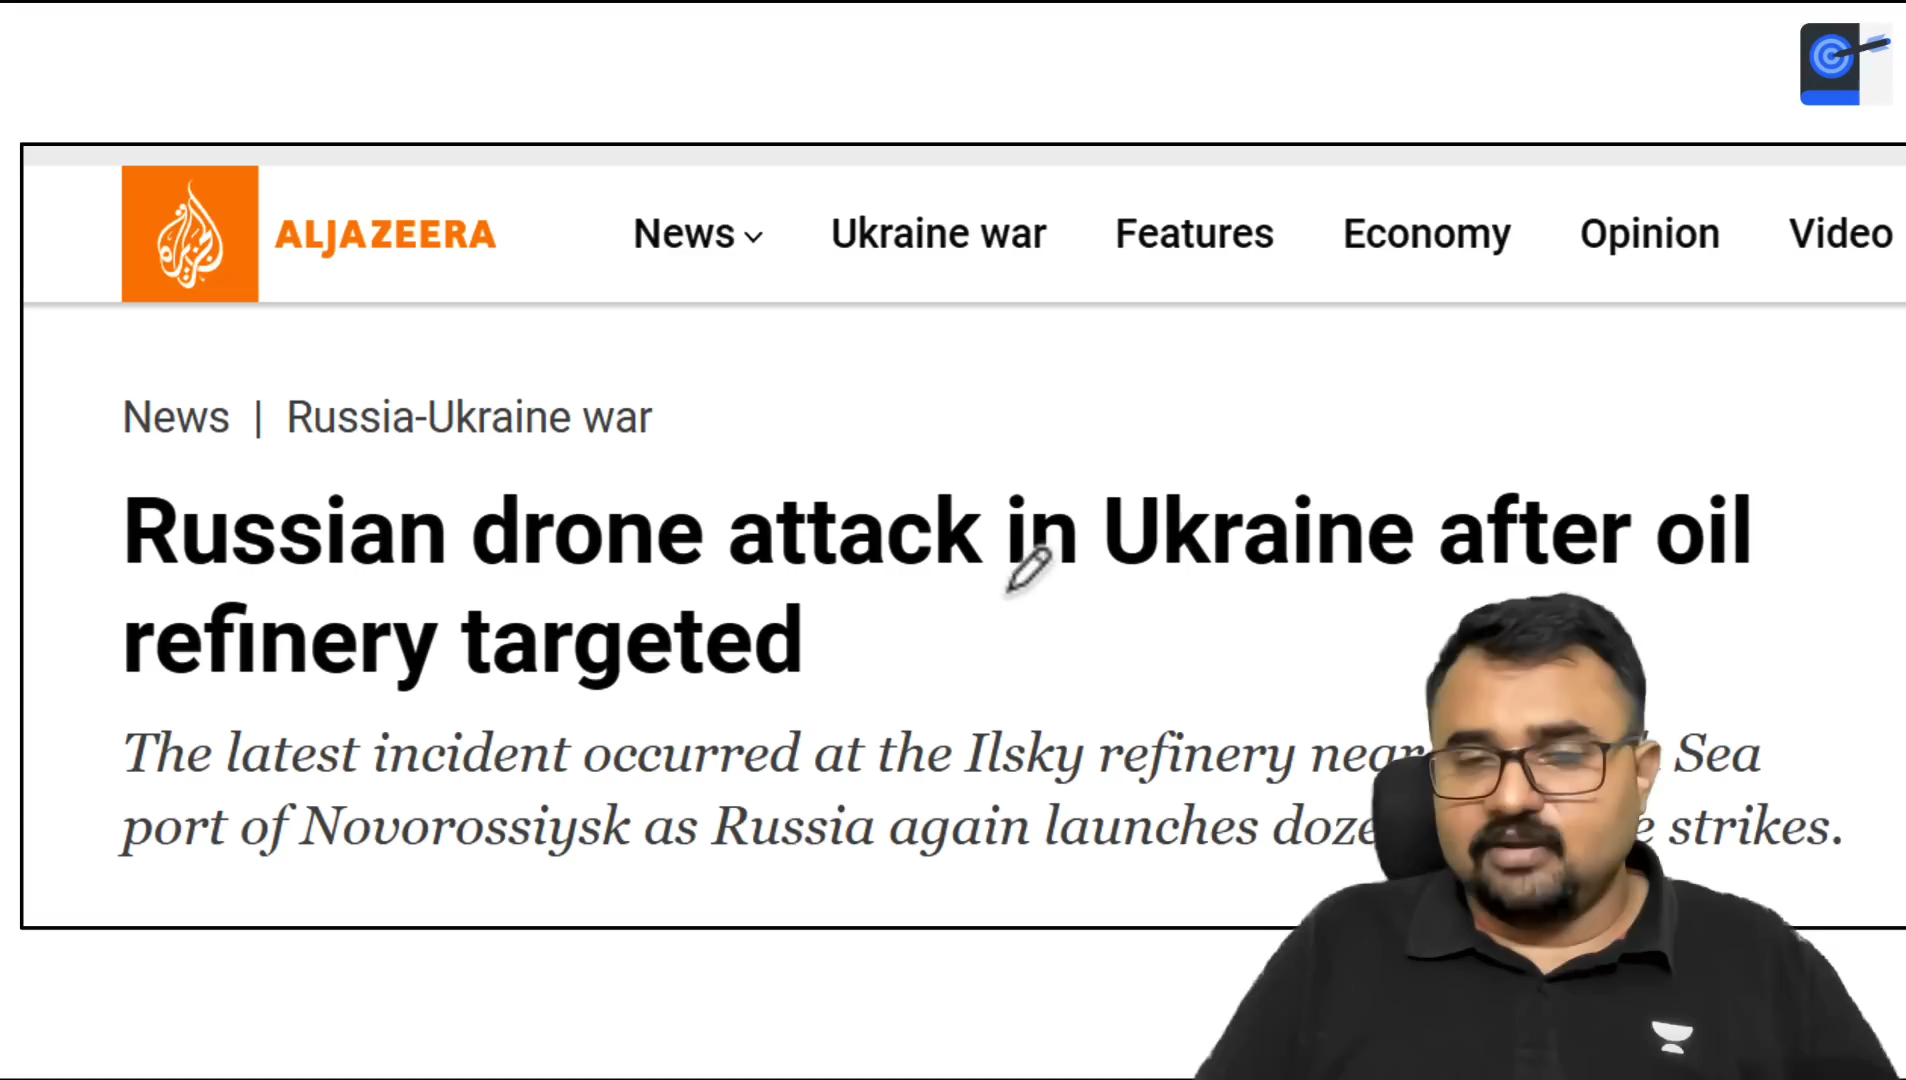 ALJAZEERA
News Ukraine war Features Economy Opinion Video
News | Russia-Ukraine war
Russian drone attack in Ukraine after oil
refinery targeted
The latest incident occurred at the Ilsky refinery near Sea
port of Novorossiysk as Russia again launches strikes.